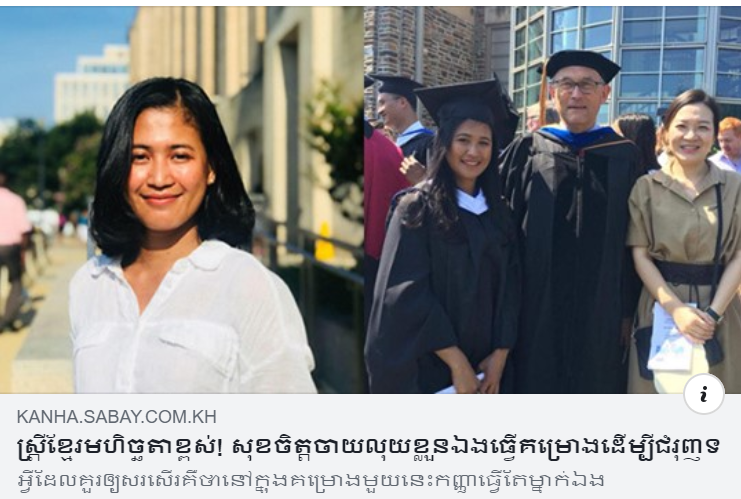 i
KANHA.SABAY.COM.KH
ស្ត្រីខ្មែរមហិច្ឆតាខ្ពស់! សុខចិត្តចាយលុយខ្លួនឯងធ្វើគម្រោងដើម្បីជំរុញទ
អ្វីដែលគួរឲ្យសរសើរគឺថានៅក្នុងគម្រោងមួយនេះកញ្ញាធ្វើតែម្នាក់ឯង